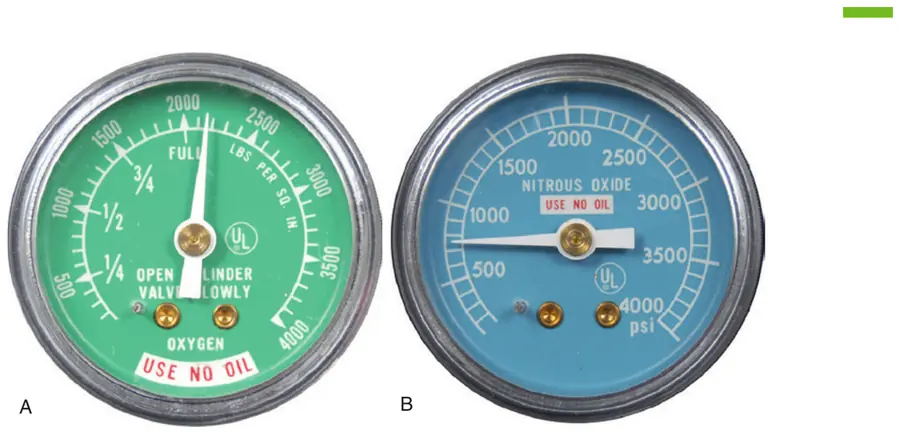 500
1000
1500
2000
2500
3000
3500
4000
1/4
1/2
3/4
FULL
LBS PER SQ. IN.
UL
OPEN CYLINDER
VALVE SLOWLY
OXYGEN
USE NO OIL
A
500
1000
1500
2000
2500
3000
3500
4000
psi
NITROUS OXIDE
USE NO OIL
UL
B